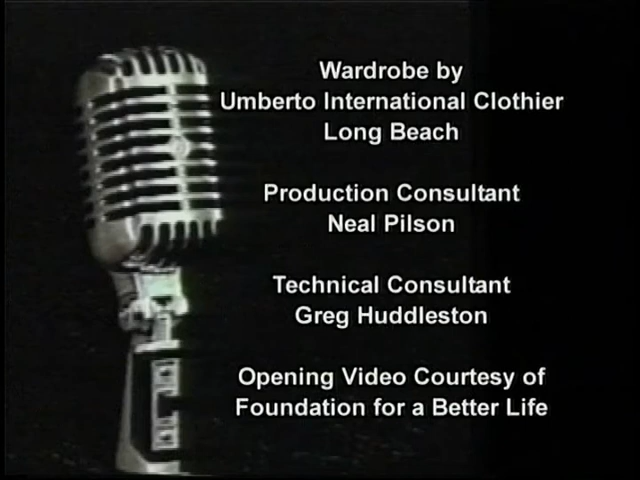 Wardrobe by
Umberto International Clothier
Long Beach
Production Consultant
Neal Pilson
Technical Consultant
Greg Huddleston
Opening Video Courtesy of
Foundation for a Better Life